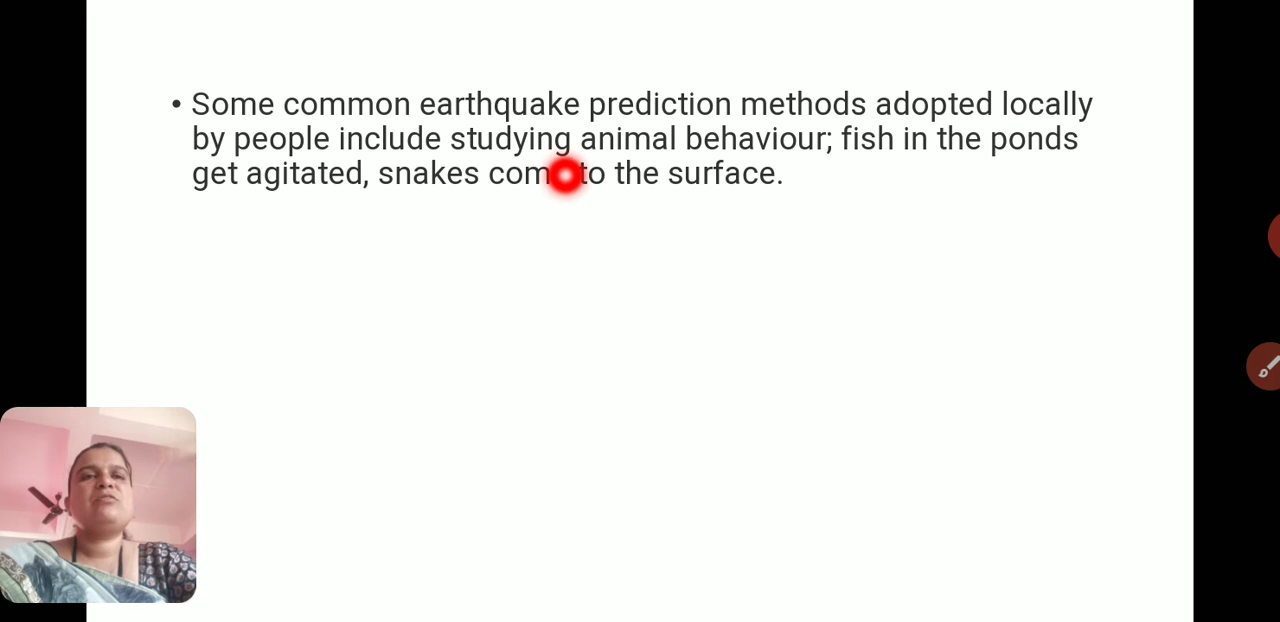 • Some common earthquake prediction methods adopted locally
by people include studying animal behaviour; fish in the ponds
get agitated, snakes come to the surface.